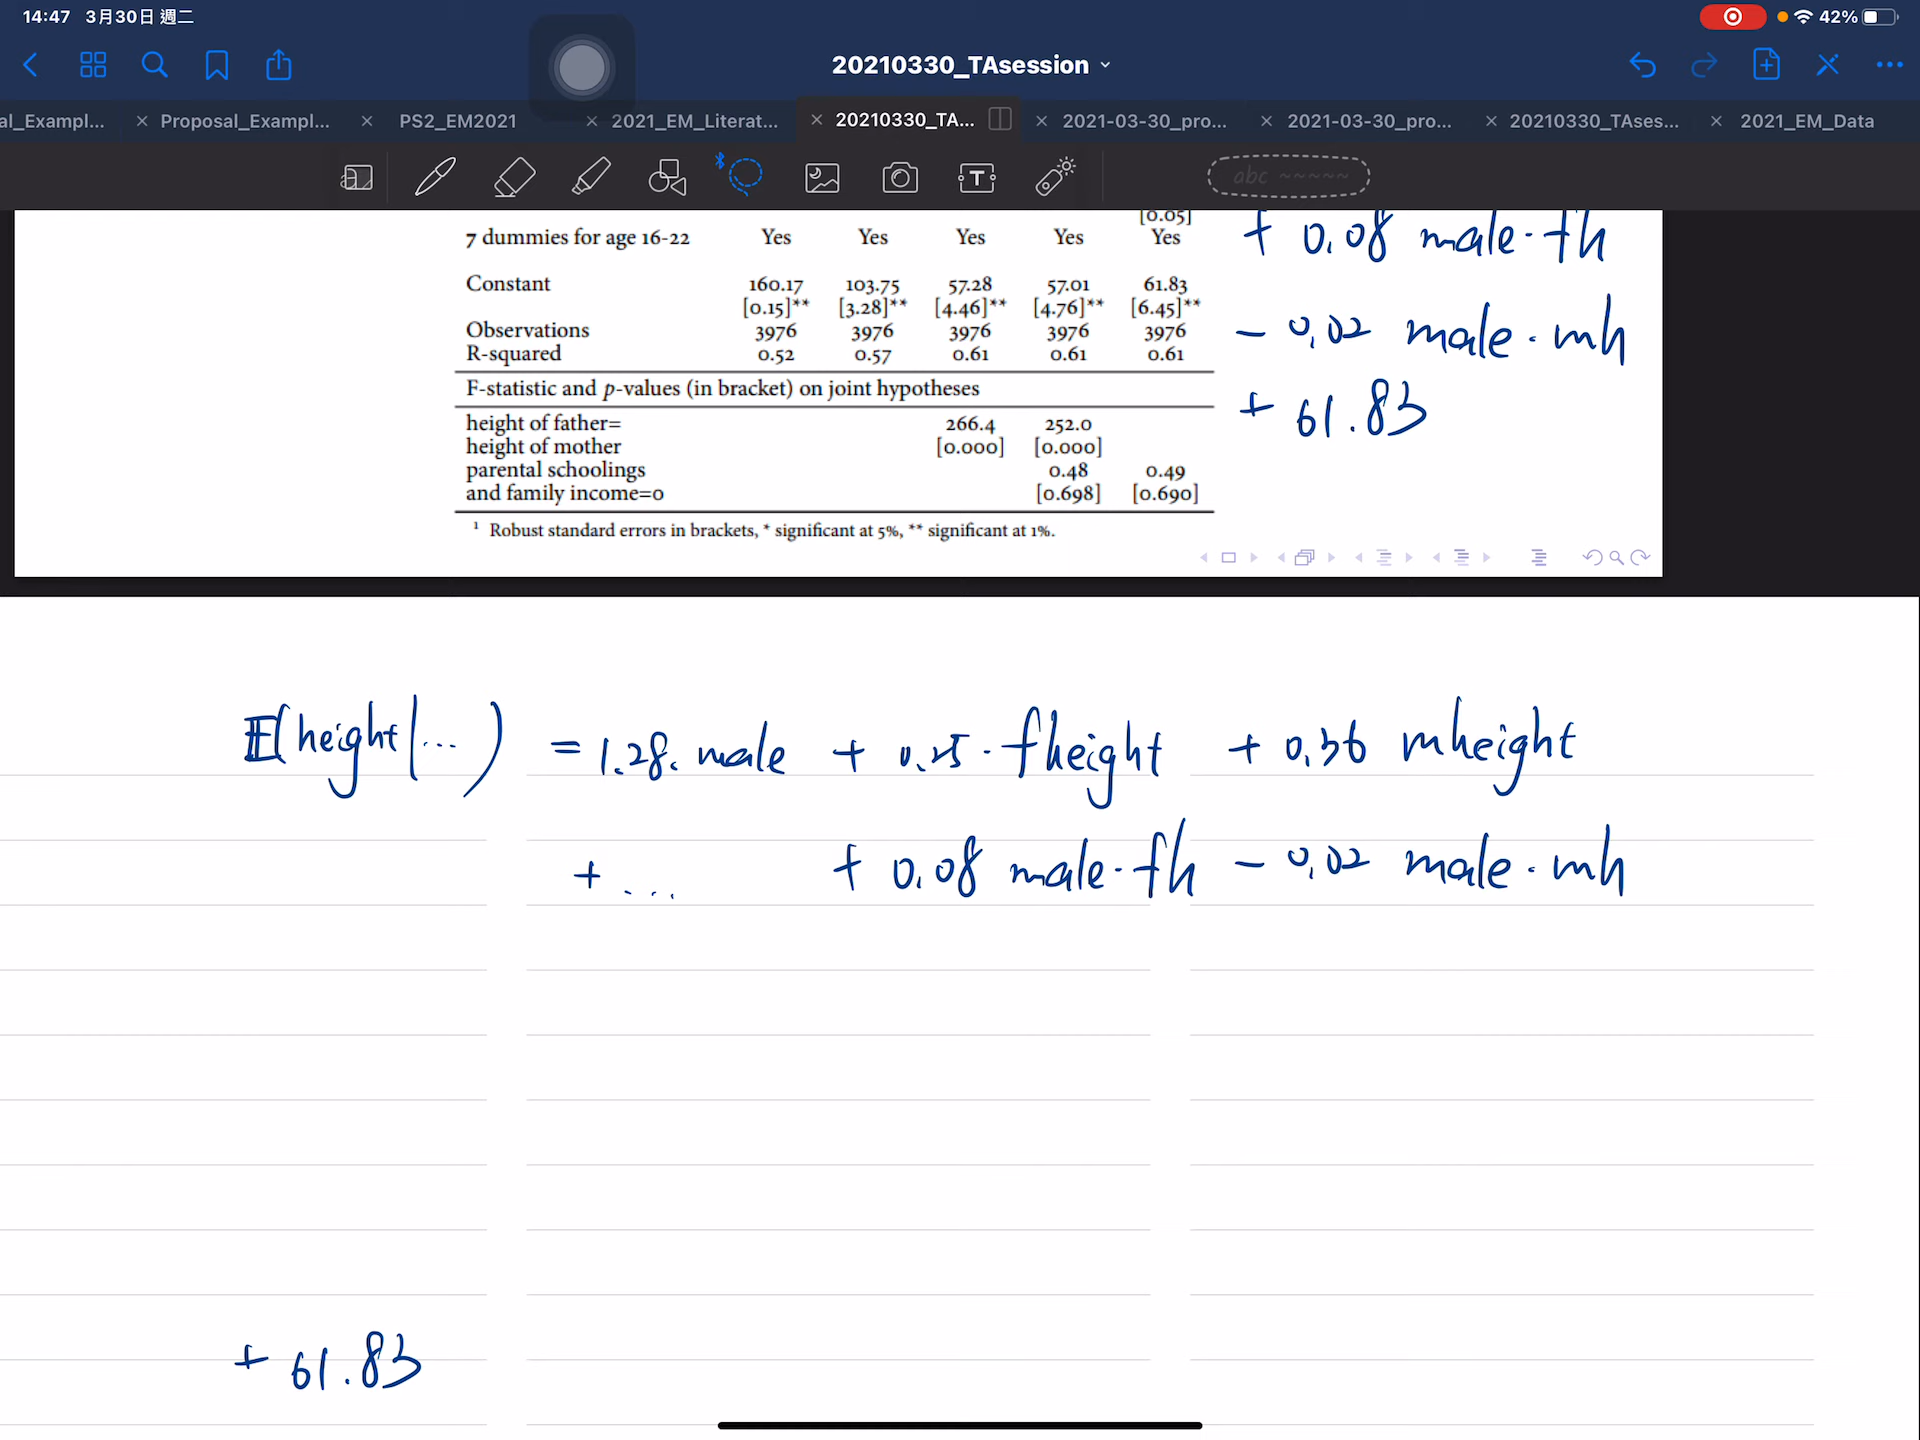 14:47 3月30日 週二
42%
20210330_TAsession
al_Exampl... × Proposal_Exampl... × PS2_EM2021 × 2021_EM_Literat... × 20210330_TA... × 2021-03-30_pro... × 2021-03-30_pro... × 20210330_TAses... × 2021_EM_Data
abc ~~~~~
[0.05]
7 dummies for age 16-22 Yes Yes Yes Yes Yes
+ 0.08 male·fh
Constant 160.17 103.75 57.28 57.01 61.83
[0.15]** [3.28]** [4.46]** [4.76]** [6.45]**
- 0.02 male·mh
Observations 3976 3976 3976 3976 3976
R-squared 0.52 0.57 0.61 0.61 0.61
F-statistic and p-values (in bracket) on joint hypotheses
+ 61.83
height of father= 266.4 252.0
height of mother [0.000] [0.000]
parental schoolings 0.48 0.49
and family income=0 [0.698] [0.690]
1 Robust standard errors in brackets, * significant at 5%, ** significant at 1%.
E(height|...) = 1.28. male + 0.25·fheight + 0.36 mheight
+ ... + 0.08 male·fh - 0.02 male·mh
+ 61.83